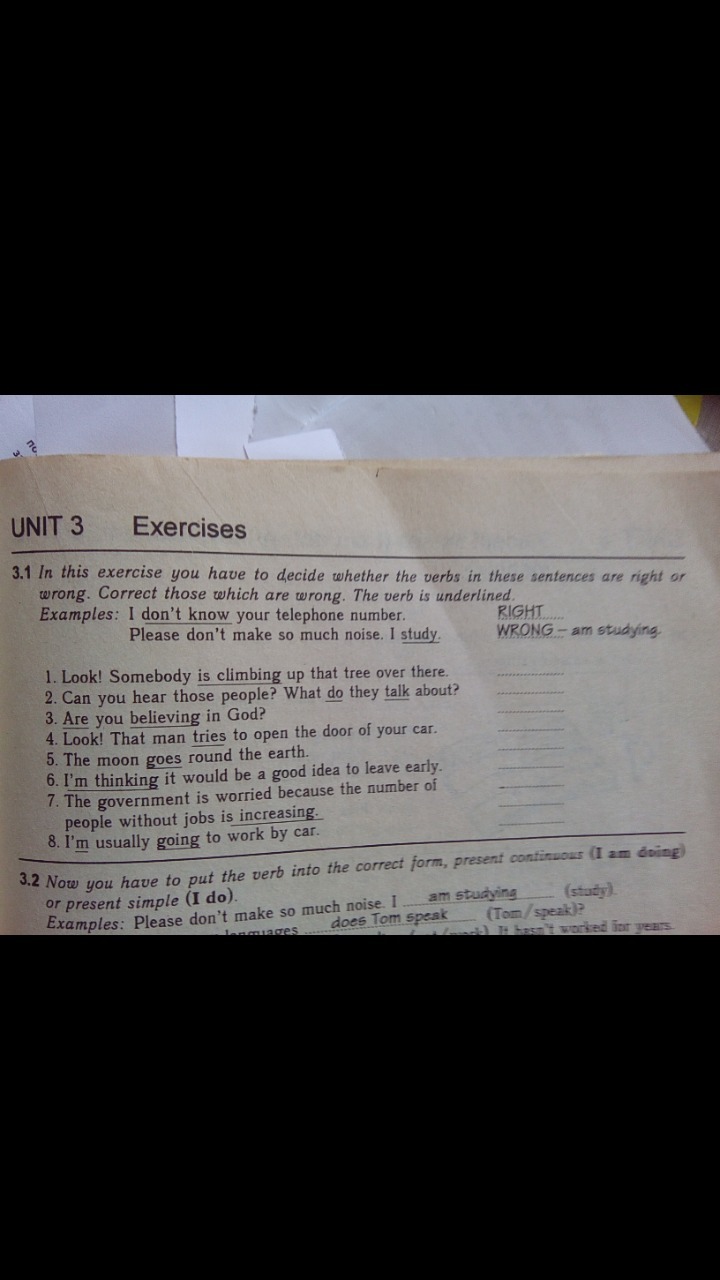 UNIT 3 Exercises
3.1 In this exercise you have to decide whether the verbs in these sentences are right or
wrong. Correct those which are wrong. The verb is underlined.
Examples: I don't know your telephone number. RIGHT
Please don't make so much noise. I study. WRONG – am studying.
1. Look! Somebody is climbing up that tree over there.
2. Can you hear those people? What do they talk about?
3. Are you believing in God?
4. Look! That man tries to open the door of your car.
5. The moon goes round the earth.
6. I'm thinking it would be a good idea to leave early.
7. The government is worried because the number of
people without jobs is increasing.
8. I'm usually going to work by car.
3.2 Now you have to put the verb into the correct form, present continuous (I am doing)
or present simple (I do).
Examples: Please don't make so much noise. I am studying (study).
languages does Tom speak (Tom/speak)?
It hasn't worked for years.